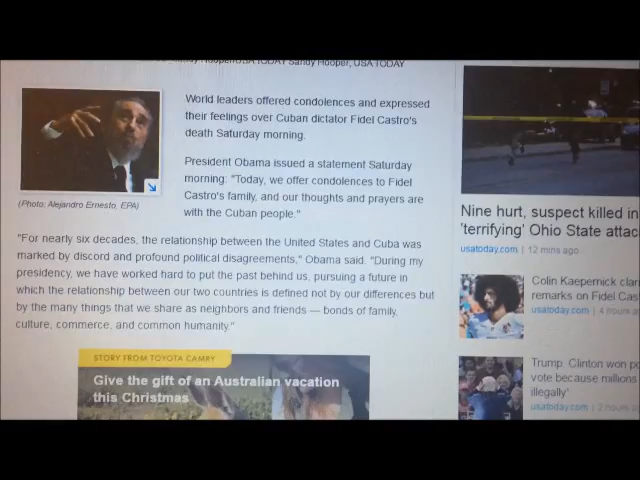 Sandy Hooper, USA TODAY
World leaders offered condolences and expressed
their feelings over Cuban dictator Fidel Castro's
death Saturday morning.
President Obama issued a statement Saturday
morning: "Today, we offer condolences to Fidel
Castro's family, and our thoughts and prayers are
with the Cuban people."
(Photo: Alejandro Ernesto, EPA)
"For nearly six decades, the relationship between the United States and Cuba was
marked by discord and profound political disagreements," Obama said. "During my
presidency, we have worked hard to put the past behind us, pursuing a future in
which the relationship between our two countries is defined not by our differences but
by the many things that we share as neighbors and friends — bonds of family,
culture, commerce, and common humanity."
STORY FROM TOYOTA CAMRY
Give the gift of an Australian vacation
this Christmas
Nine hurt, suspect killed in
'terrifying' Ohio State attac
usatoday.com | 12 mins ago
Colin Kaepernick clar
remarks on Fidel Cas
usatoday.com | 4 hours a
Trump: Clinton won po
vote because millions
illegally'
usatoday.com | 2 hours a